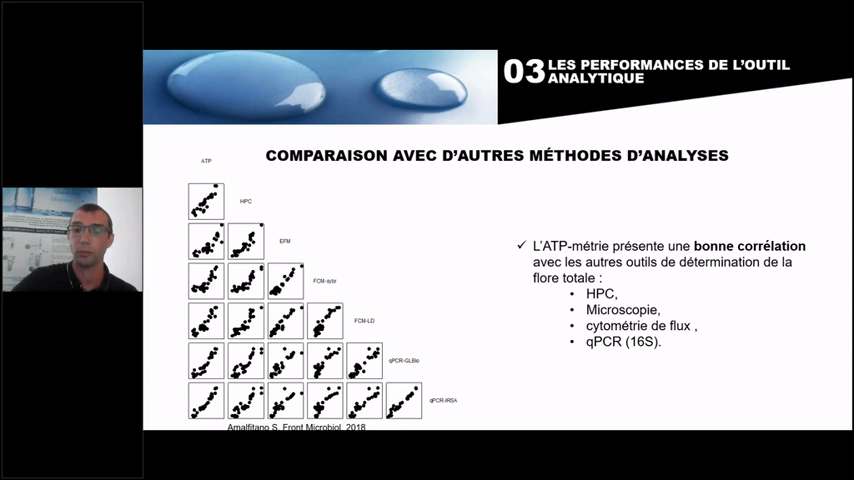 03 LES PERFORMANCES DE L'OUTIL
ANALYTIQUE
COMPARAISON AVEC D'AUTRES MÉTHODES D'ANALYSES
ATP
HPC
EFM
FCM-sybr
FCM-LD
qPCR-GLBio
qPCR-IRSA
✓ L'ATP-métrie présente une bonne corrélation
avec les autres outils de détermination de la
flore totale :
• HPC,
• Microscopie,
• cytométrie de flux ,
• qPCR (16S).
Amalfitano S, Front Microbiol, 2018